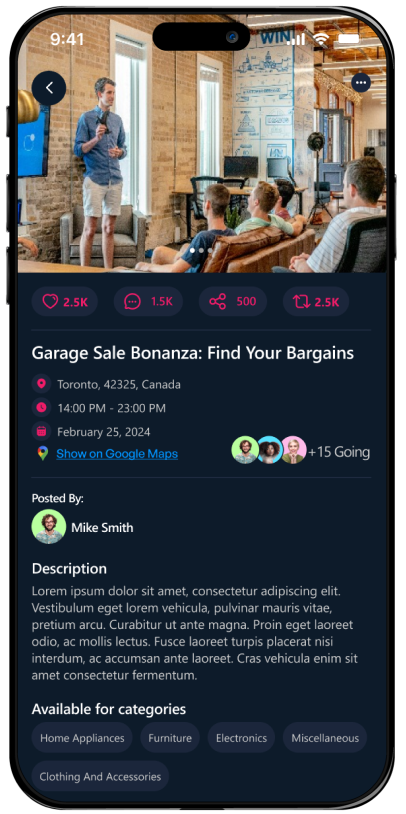 9:41
WIN
2.5K 1.5K 500 2.5K
Garage Sale Bonanza: Find Your Bargains
Toronto, 42325, Canada
14:00 PM - 23:00 PM
February 25, 2024
Show on Google Maps
+15 Going
Posted By:
Mike Smith
Description
Lorem ipsum dolor sit amet, consectetur adipiscing elit.
Vestibulum eget lorem vehicula, pulvinar mauris vitae,
pretium arcu. Curabitur ut ante magna. Proin eget laoreet
odio, ac mollis lectus. Fusce laoreet turpis placerat nisi
interdum, ac accumsan ante laoreet. Cras vehicula enim sit
amet consectetur fermentum.
Available for categories
Home Appliances Furniture Electronics Miscellaneous
Clothing And Accessories